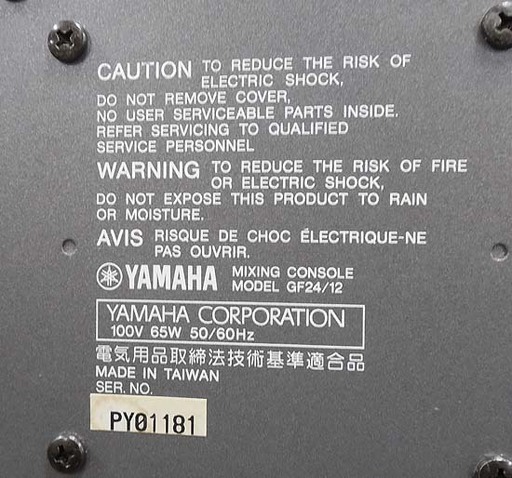 CAUTION TO REDUCE THE RISK OF
ELECTRIC SHOCK,
DO NOT REMOVE COVER,
NO USER SERVICEABLE PARTS INSIDE.
REFER SERVICING TO QUALIFIED
SERVICE PERSONNEL
WARNING TO REDUCE THE RISK OF FIRE
OR ELECTRIC SHOCK,
DO NOT EXPOSE THIS PRODUCT TO RAIN
OR MOISTURE.
AVIS RISQUE DE CHOC ÉLECTRIQUE-NE
PAS OUVRIR.
YAMAHA MIXING CONSOLE
MODEL GF24/12
YAMAHA CORPORATION
100V 65W 50/60Hz
電気用品取締法技術基準適合品
MADE IN TAIWAN
SER. NO.
PY01181